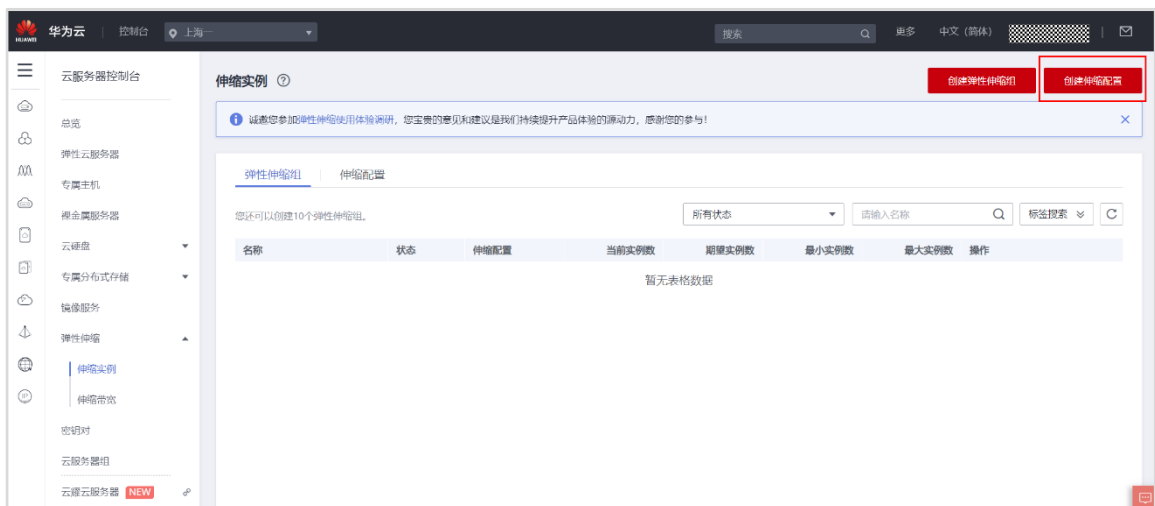 HUAWEI 华为云 控制台 上海一 搜索 更多 中文 (简体)
云服务器控制台
总览
弹性云服务器
专属主机
裸金属服务器
云硬盘
专属分布式存储
镜像服务
弹性伸缩
伸缩实例
伸缩带宽
密钥对
云服务器组
云耀云服务器 NEW
伸缩实例 ? 创建弹性伸缩组 创建伸缩配置
诚邀您参加弹性伸缩使用体验调研，您宝贵的意见和建议是我们持续提升产品体验的源动力，感谢您的参与！
弹性伸缩组 伸缩配置
您还可以创建10个弹性伸缩组。 所有状态 请输入名称 标签搜索
名称 状态 伸缩配置 当前实例数 期望实例数 最小实例数 最大实例数 操作
暂无表格数据